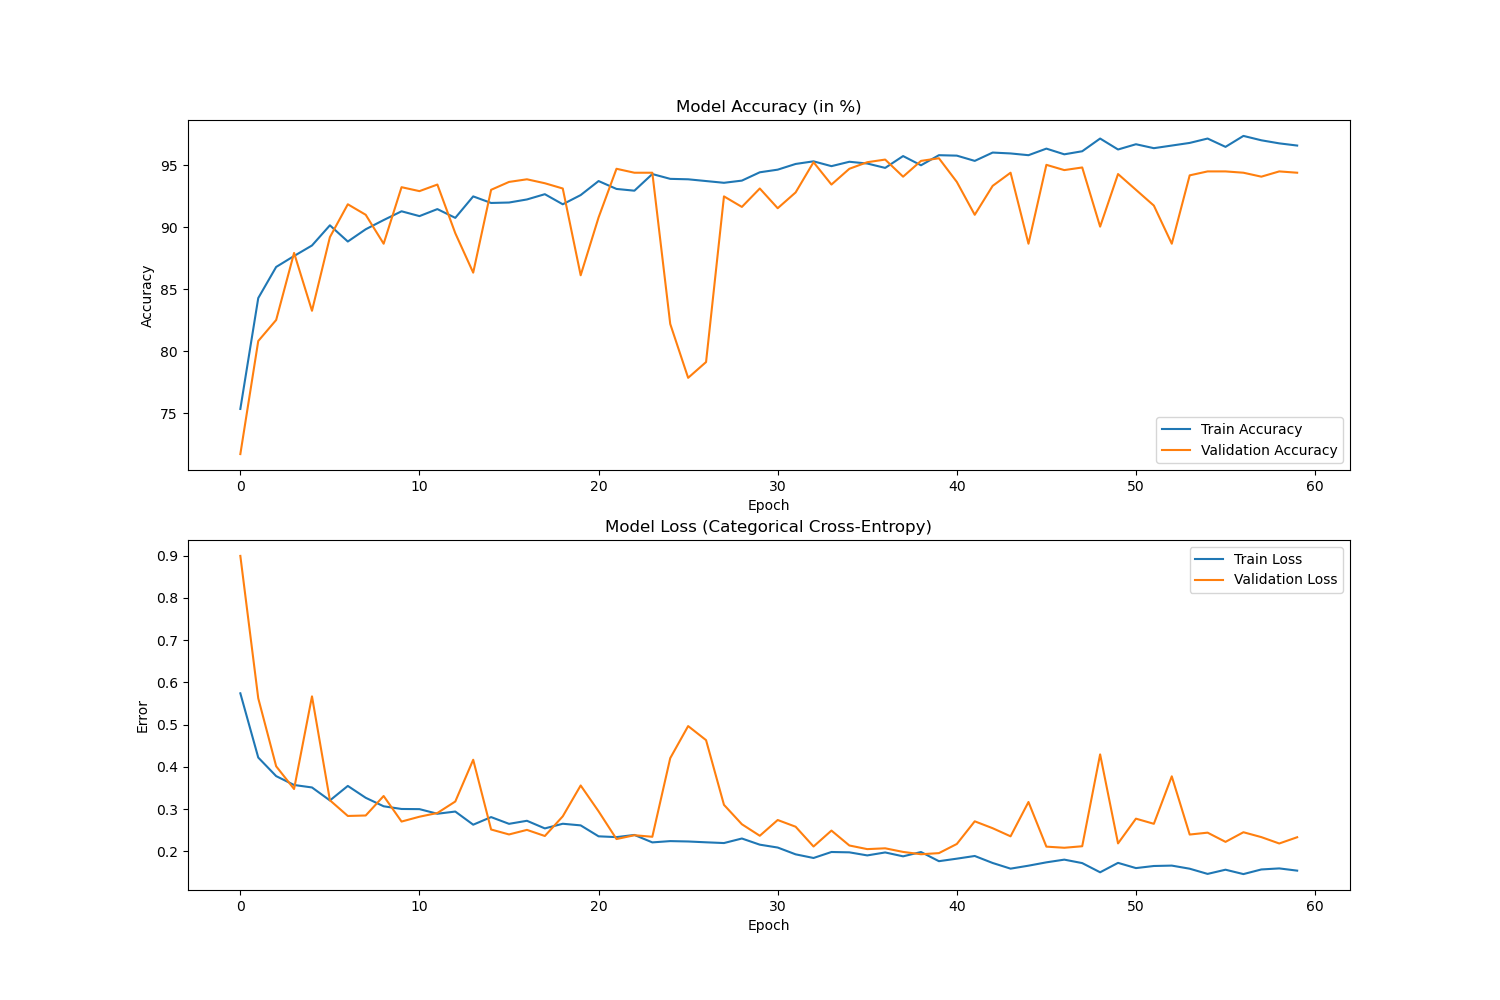 Model Accuracy (in %)
95
90
85
80
75
Accuracy
Train Accuracy
Validation Accuracy
0 10 20 30 40 50 60
Epoch
Model Loss (Categorical Cross-Entropy)
0.9
0.8
0.7
0.6
0.5
0.4
0.3
0.2
Error
Train Loss
Validation Loss
0 10 20 30 40 50 60
Epoch